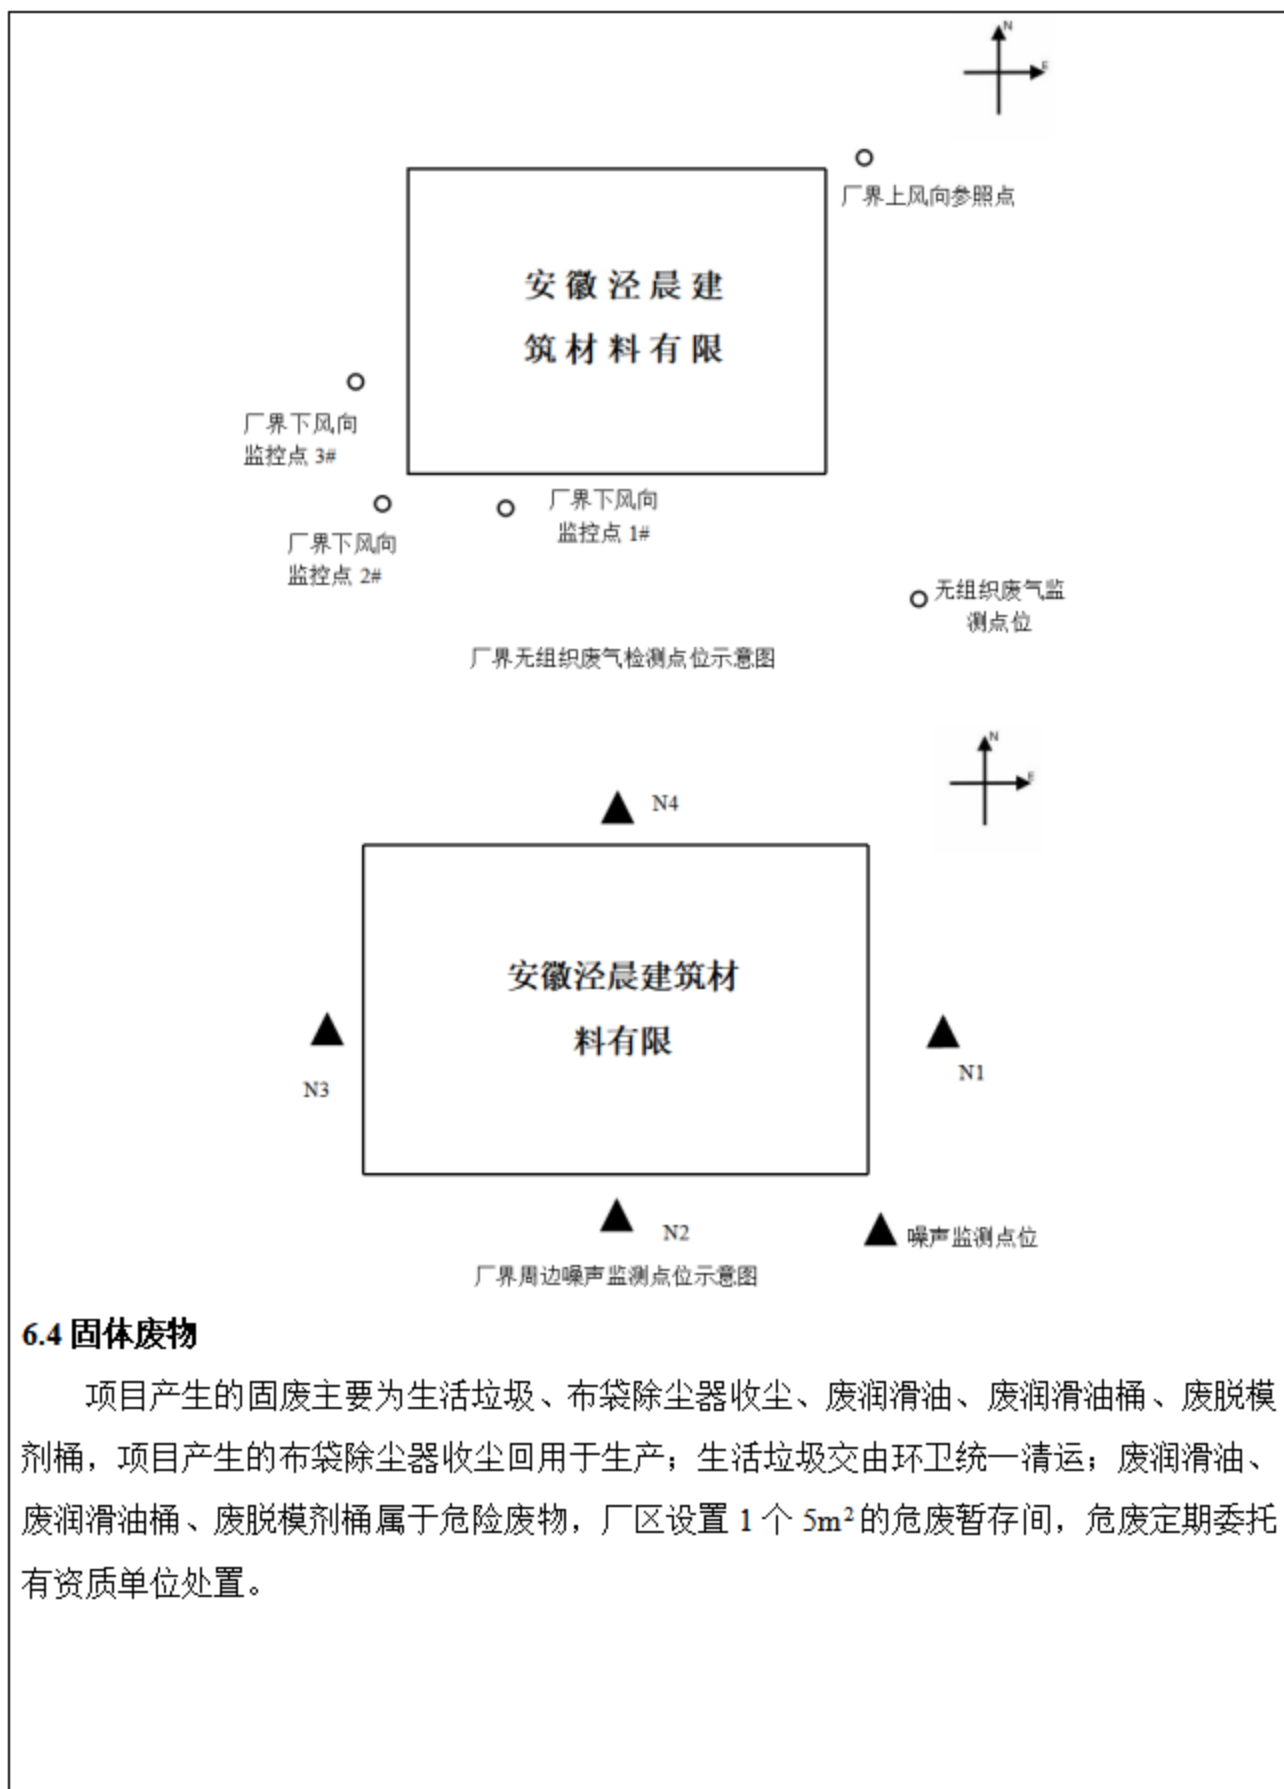 N
E
厂界上风向参照点
安徽泾晨建
筑材料有限
厂界下风向
监控点 3#
厂界下风向
监控点 1#
厂界下风向
监控点 2#
无组织废气监
测点位
厂界无组织废气检测点位示意图
N
E
N4
安徽泾晨建筑材
料有限
N3
N1
N2
噪声监测点位
厂界周边噪声监测点位示意图
6.4 固体废物
项目产生的固废主要为生活垃圾、布袋除尘器收尘、废润滑油、废润滑油桶、废脱模
剂桶，项目产生的布袋除尘器收尘回用于生产；生活垃圾交由环卫统一清运；废润滑油、
废润滑油桶、废脱模剂桶属于危险废物，厂区设置 1 个 5m²的危废暂存间，危废定期委托
有资质单位处置。